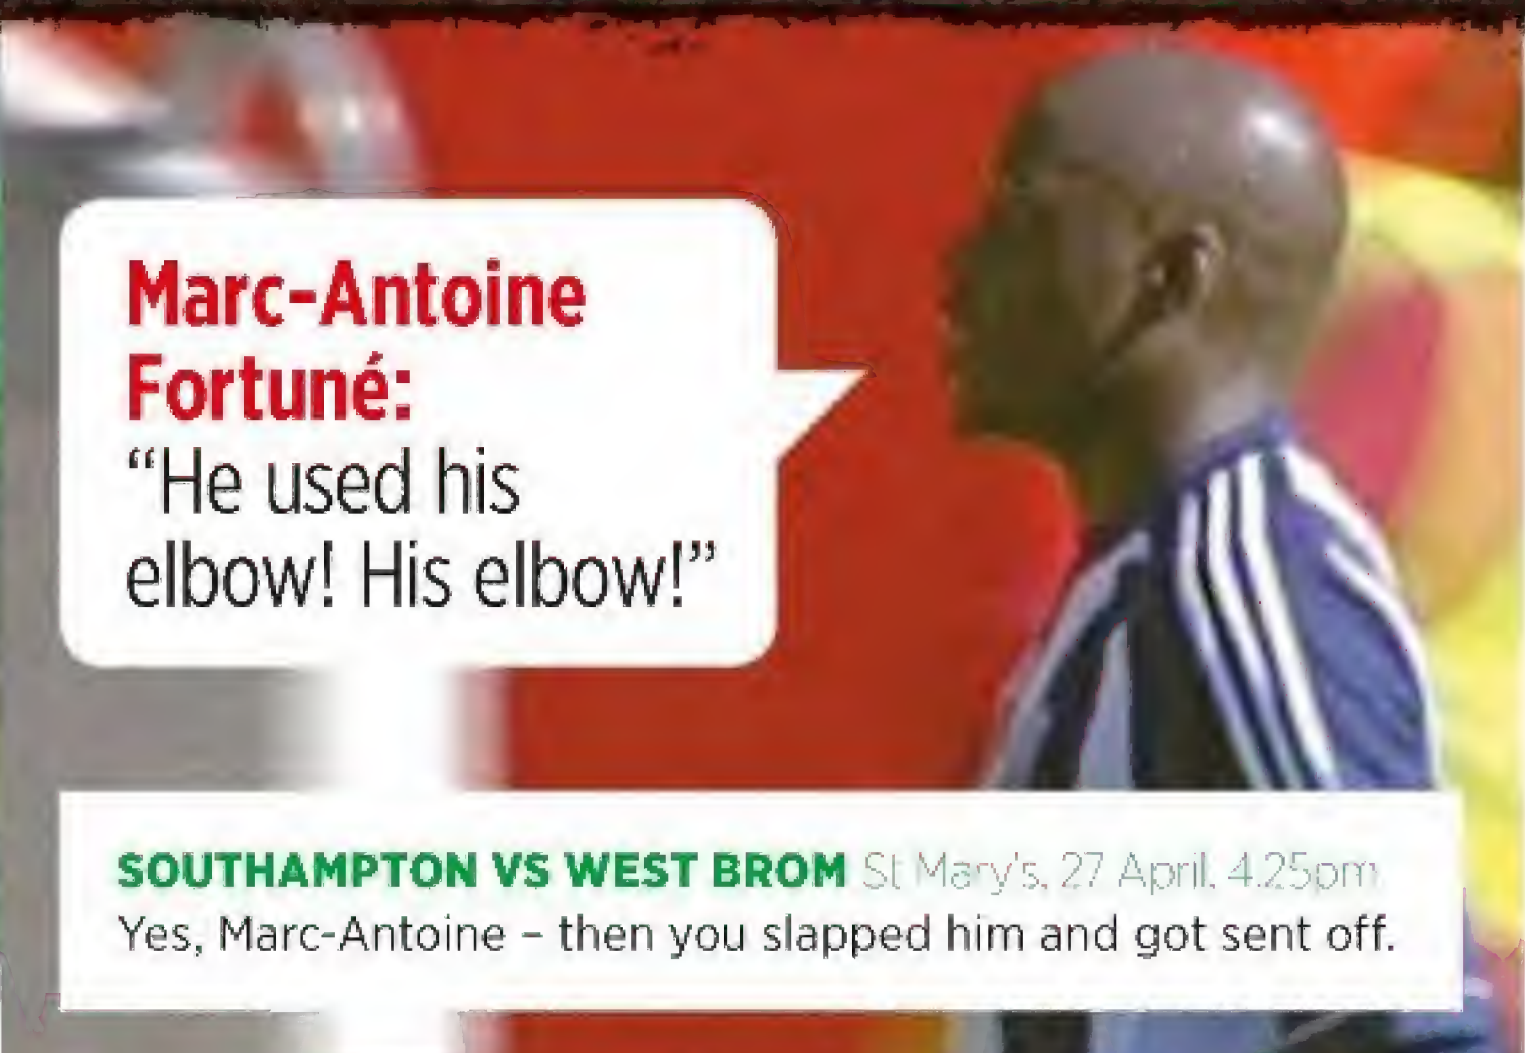 Marc-Antoine
Fortuné:
“He used his
elbow! His elbow!”
SOUTHAMPTON VS WEST BROM St Mary's, 27 April, 4.25pm
Yes, Marc-Antoine – then you slapped him and got sent off.